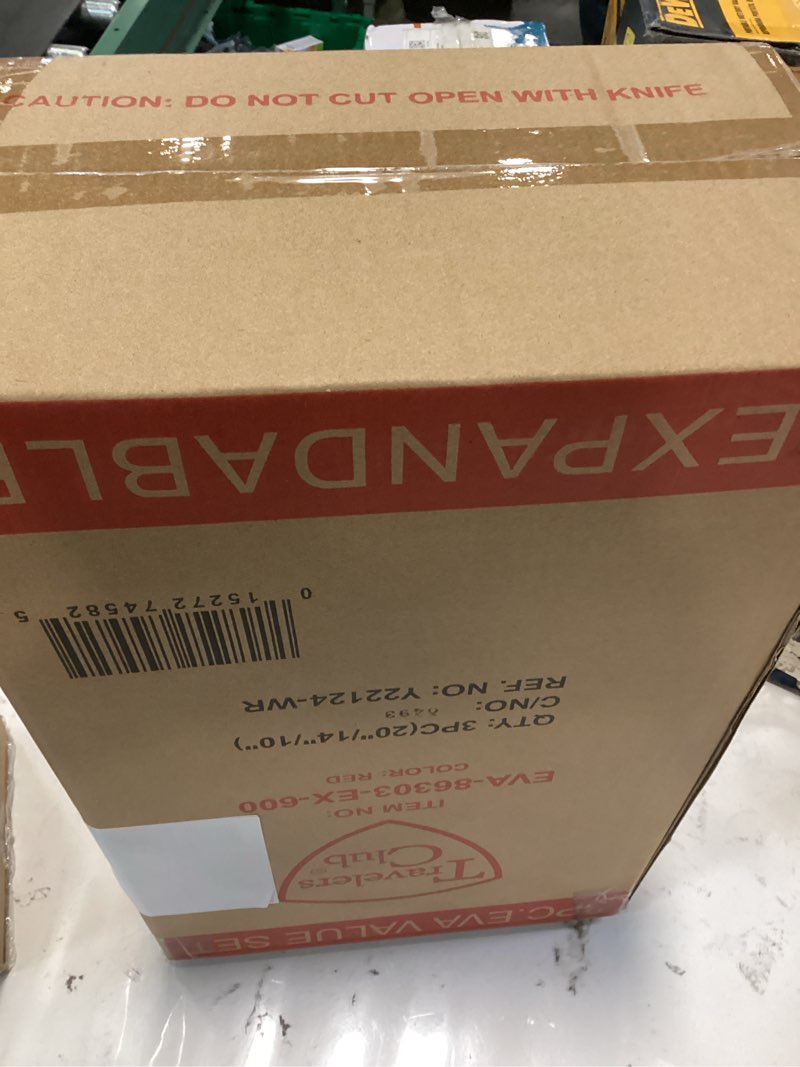 CAUTION: DO NOT CUT OPEN WITH KNIFE
EXPANDABLE
PC. EVA VALUE SET
Travelers
Club®
ITEM NO:
EVA-86303-EX-600
COLOR: RED
QTY: 3PC(20"/14"/10")
C/NO:
REF. NO: Y22124-WR
0 15272 74582 5